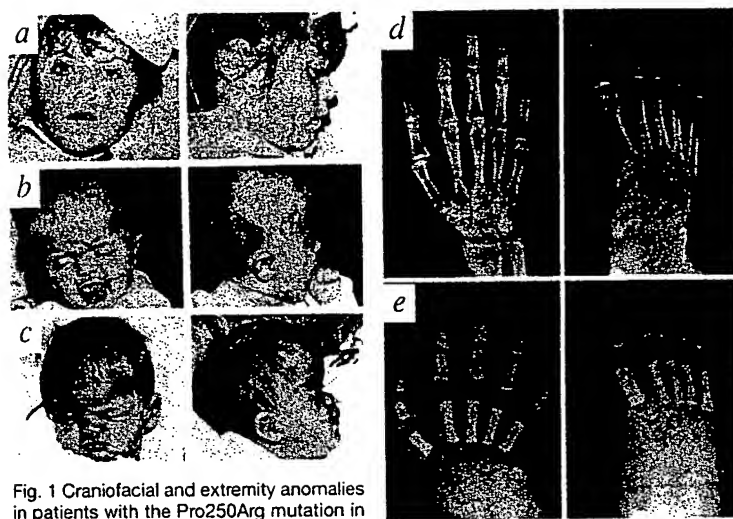 a
d
b
c
e
Fig. 1 Craniofacial and extremity anomalies
in patients with the Pro250Arg mutation in